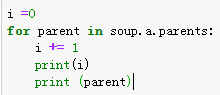 i =0
for parent in soup.a.parents:
    i += 1
    print(i)
    print (parent)